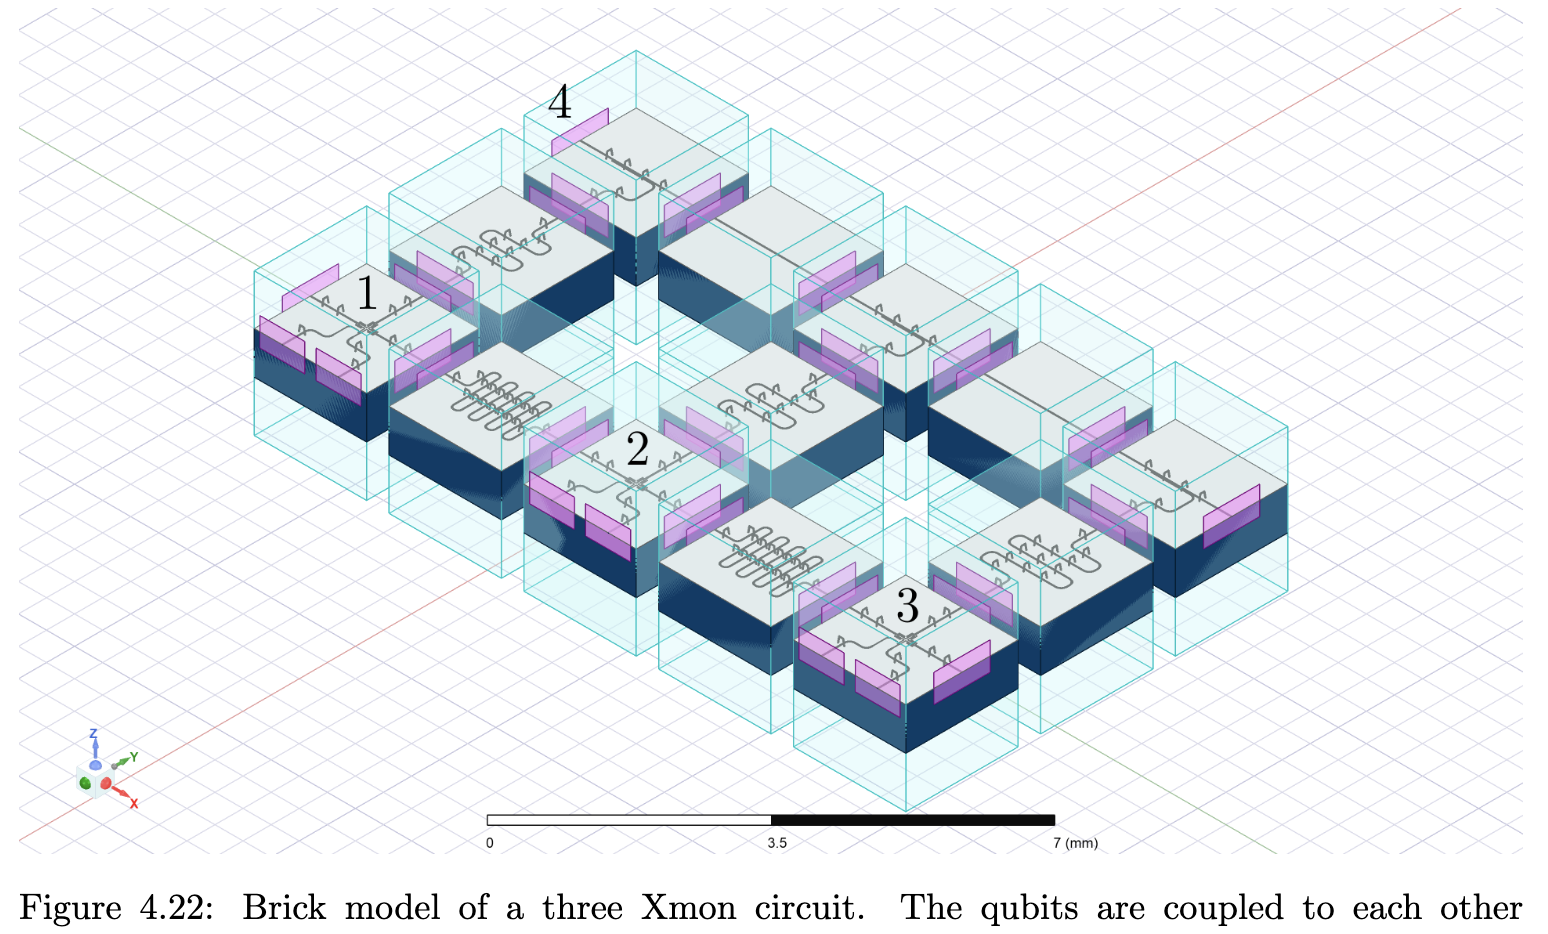 4
1
2
3
Z
Y
X
0 3.5 7 (mm)
Figure 4.22: Brick model of a three Xmon circuit. The qubits are coupled to each other